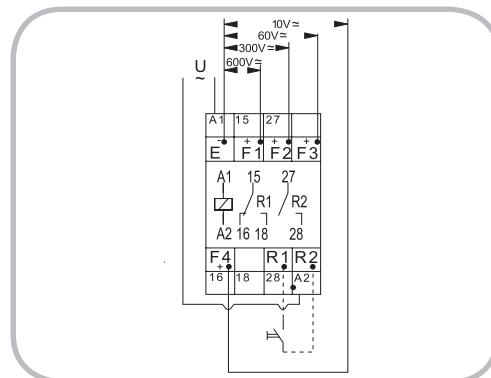 10V≃
60V≃
300V≃
600V≃
U
~
A1 15 27
- + + +
E F1 F2 F3
A1 15 27
R1 R2
A2 16 18 28
F4 R1 R2
+
16 18 28 A2